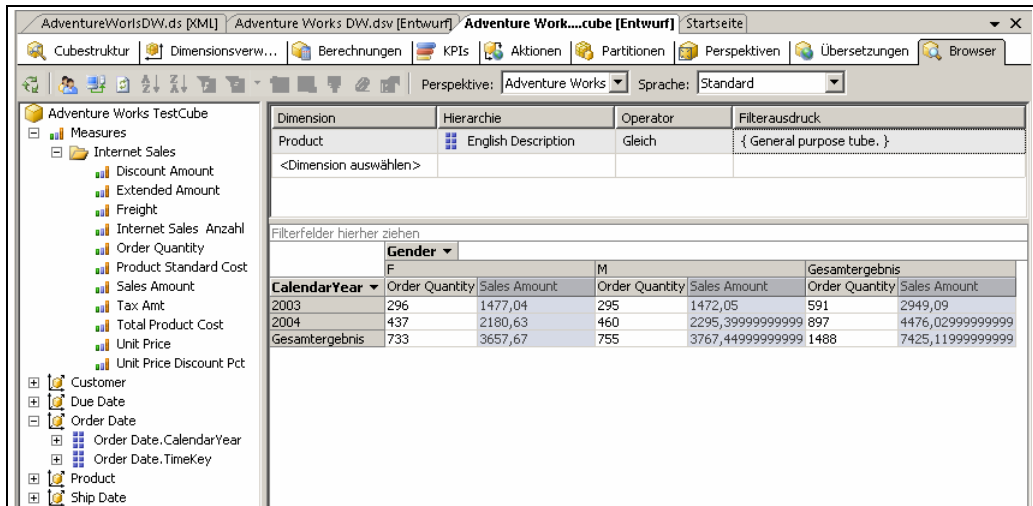 AdventureWorlsDW.ds [XML] Adventure Works DW.dsv [Entwurf] Adventure Work....cube [Entwurf] Startseite
Cubestruktur Dimensionsverw... Berechnungen KPIs Aktionen Partitionen Perspektiven Übersetzungen Browser
Perspektive: Adventure Works Sprache: Standard
Adventure Works TestCube
Measures
Internet Sales
Discount Amount
Extended Amount
Freight
Internet Sales Anzahl
Order Quantity
Product Standard Cost
Sales Amount
Tax Amt
Total Product Cost
Unit Price
Unit Price Discount Pct
Customer
Due Date
Order Date
Order Date.CalendarYear
Order Date.TimeKey
Product
Ship Date
Dimension Hierarchie Operator Filterausdruck
Product English Description Gleich { General purpose tube. }
<Dimension auswählen>
Filterfelder hierher ziehen
Gender
F M Gesamtergebnis
CalendarYear Order Quantity Sales Amount Order Quantity Sales Amount Order Quantity Sales Amount
2003 296 1477,04 295 1472,05 591 2949,09
2004 437 2180,63 460 2295,39999999999 897 4476,02999999999
Gesamtergebnis 733 3657,67 755 3767,44999999999 1488 7425,11999999999